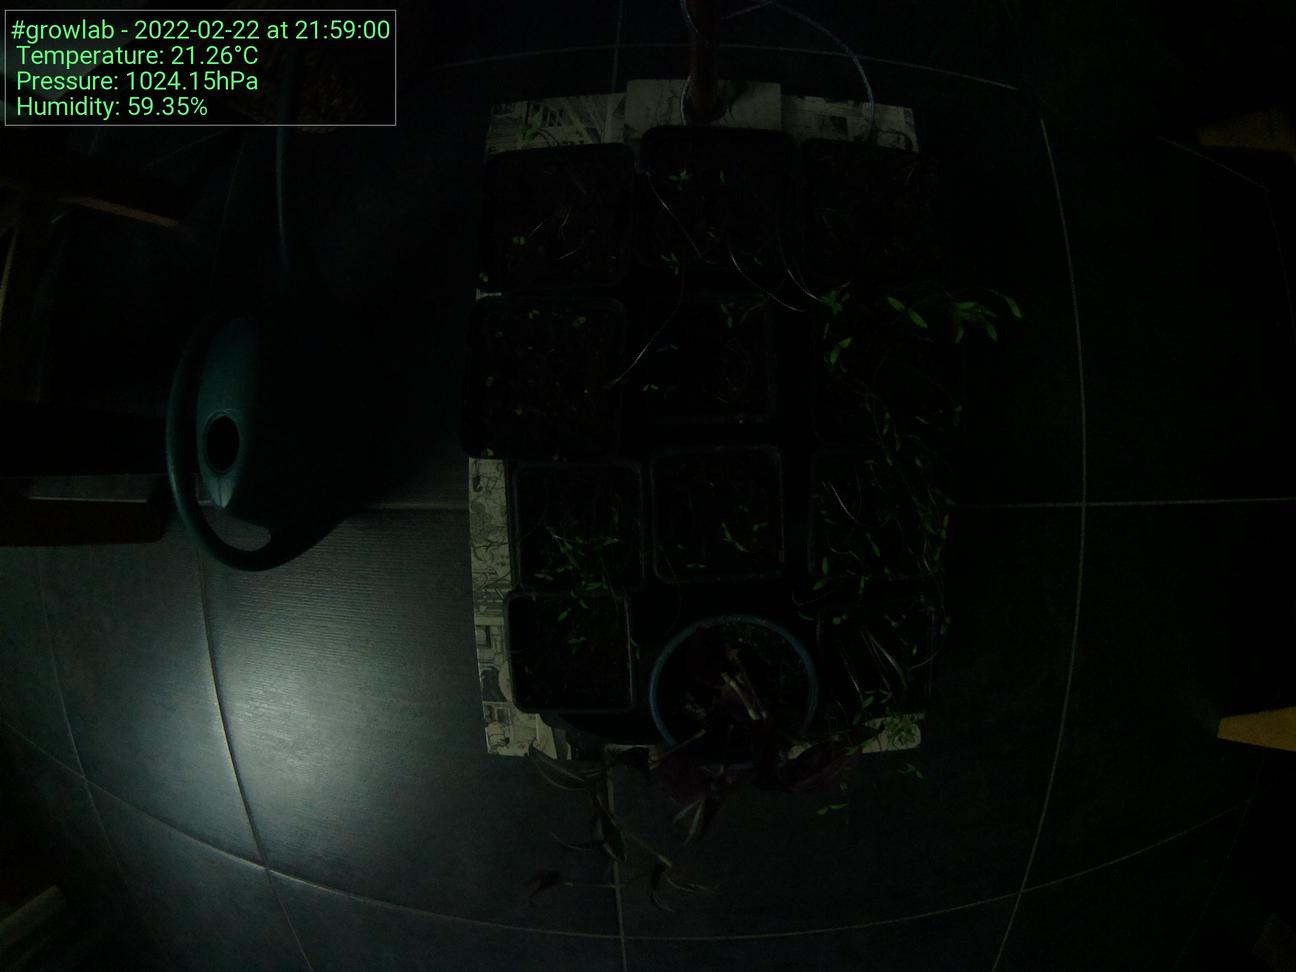 #growlab - 2022-02-22 at 21:59:00
Temperature: 21.26°C
Pressure: 1024.15hPa
Humidity: 59.35%